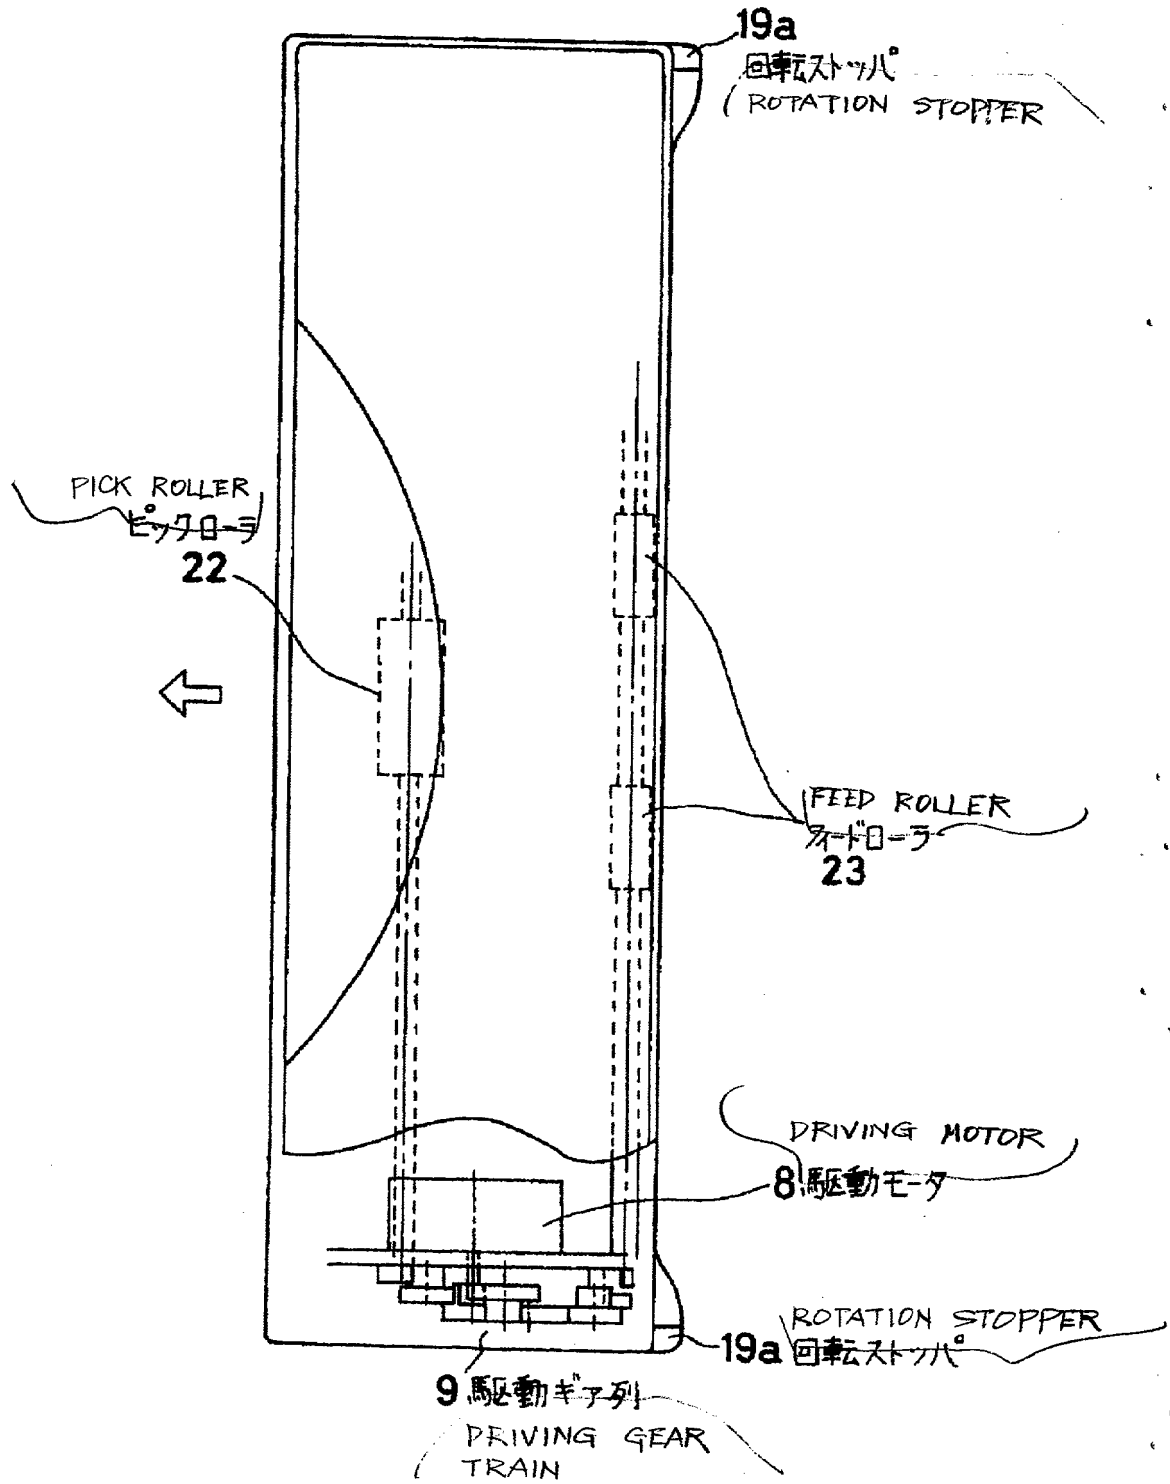 19a
回転ストッパ
ROTATION STOPPER
PICK ROLLER
ピックローラ
22
FEED ROLLER
フィードローラ
23
DRIVING MOTOR
8 駆動モータ
ROTATION STOPPER
19a 回転ストッパ
9 駆動ギア列
DRIVING GEAR
TRAIN